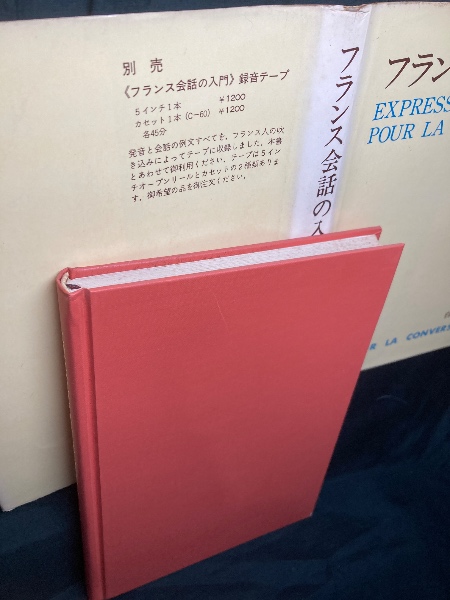 別 売
《フランス会話の入門》録音テープ
5インチ1本 ￥1200
カセット1本(C−60) ￥1200
各45分
発音と会話の例文すべてを、フランス人の吹
き込みによってテープに収録しました。本書
とあわせて御利用ください。テープは5イン
チオープンリールとカセットの2種類ありま
す。御希望の品を御注文ください。
フランス会話の入
フラン
EXPRESS
POUR LA
R LA CONVER